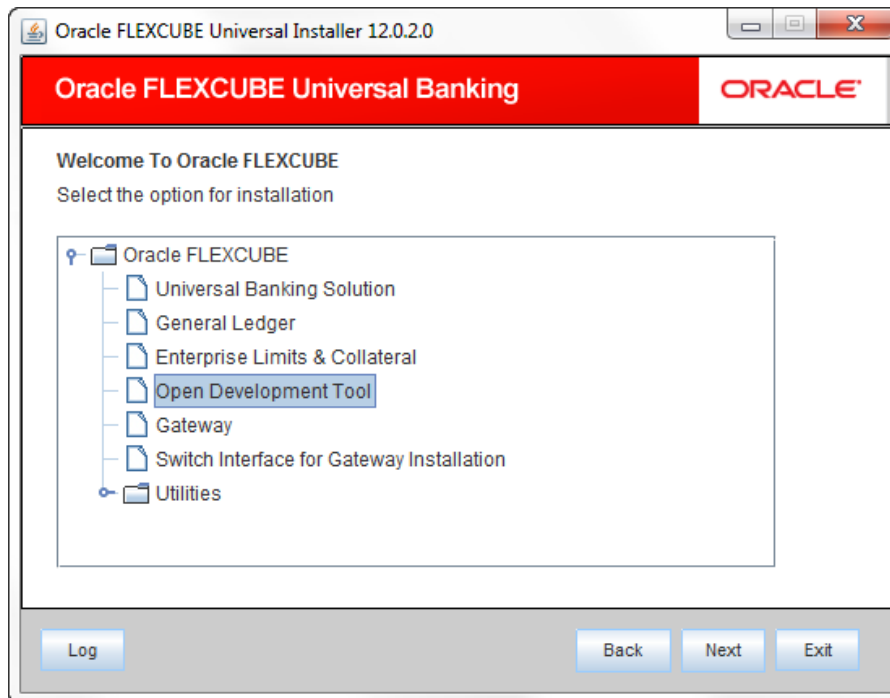 Oracle FLEXCUBE Universal Installer 12.0.2.0
Oracle FLEXCUBE Universal Banking
ORACLE
Welcome To Oracle FLEXCUBE
Select the option for installation
Oracle FLEXCUBE
Universal Banking Solution
General Ledger
Enterprise Limits & Collateral
Open Development Tool
Gateway
Switch Interface for Gateway Installation
Utilities
Log
Back
Next
Exit